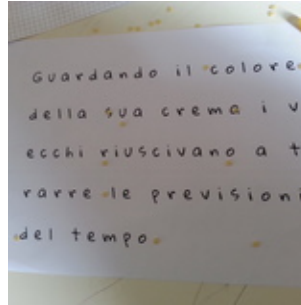 Guardando il colore
della sua crema i v
ecchi riuscivano a t
rarre le previsioni
del tempo.